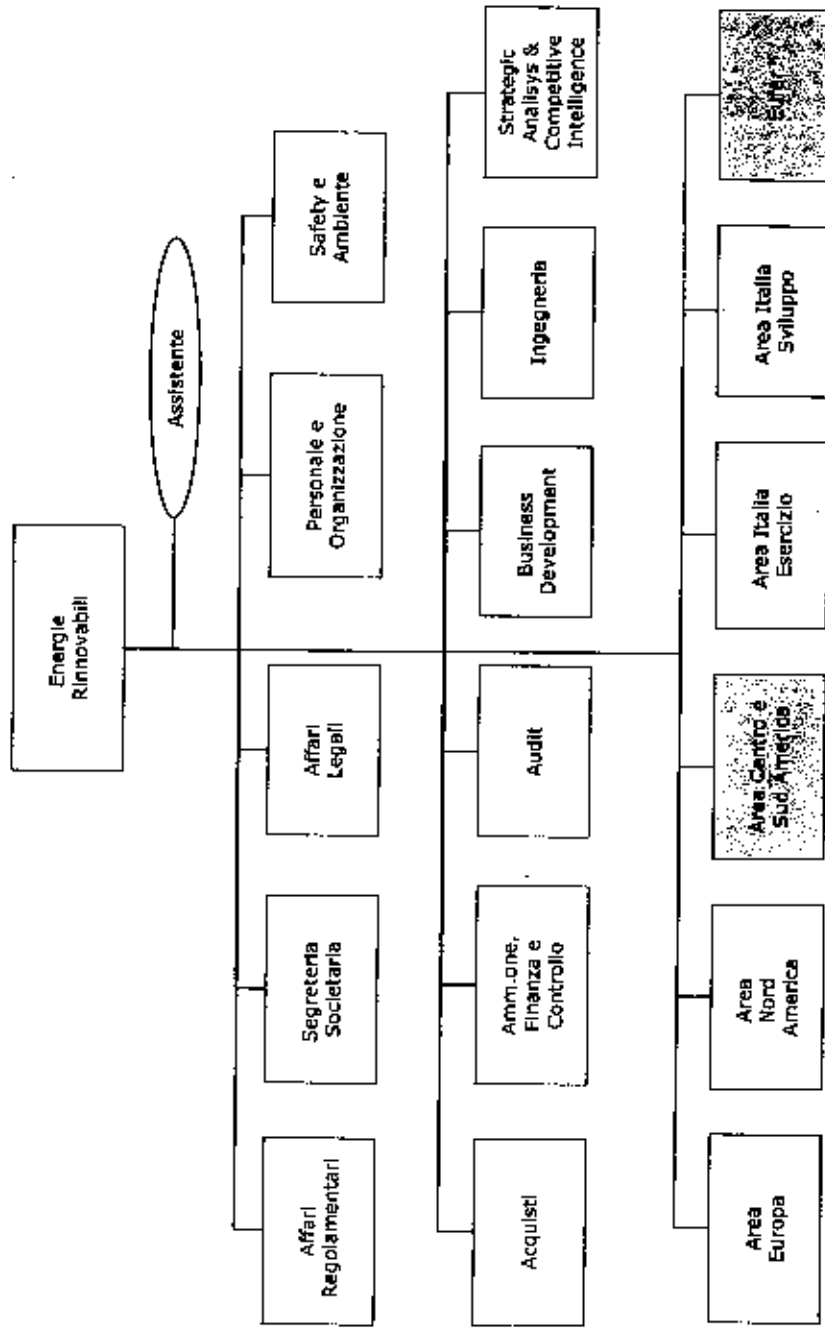 Energie
Rinnovabili
Assistente
Affari
Regolamentari
Segreteria
Societaria
Affari
Legali
Personale e
Organizzazione
Safety e
Ambiente
Acquisti
Amm.one,
Finanza e
Controllo
Audit
Business
Development
Ingegneria
Strategic
Analisys &
Competitive
Intelligence
Area
Europa
Area
Nord
America
Area Centro e
Sud America
Area Italia
Esercizio
Area Italia
Sviluppo